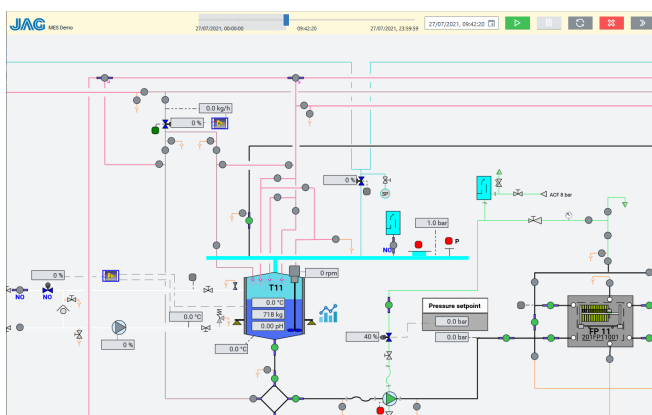 JAG MES Demo
27/07/2021, 00:00:00
09:42:20
27/07/2021, 23:59:59
27/07/2021, 09:42:20
0.0 kg/h
0 %
0 %
SP
ACF 8 bar
1.0 bar
NC
P
0 %
0 rpm
T11
0.0 °C
718 kg
0.00 pH
NO
NO
0.0 °C
0 %
0.0 °C
Pressure setpoint
0.0 bar
40 %
0.0 bar
FP 11
201FP11001